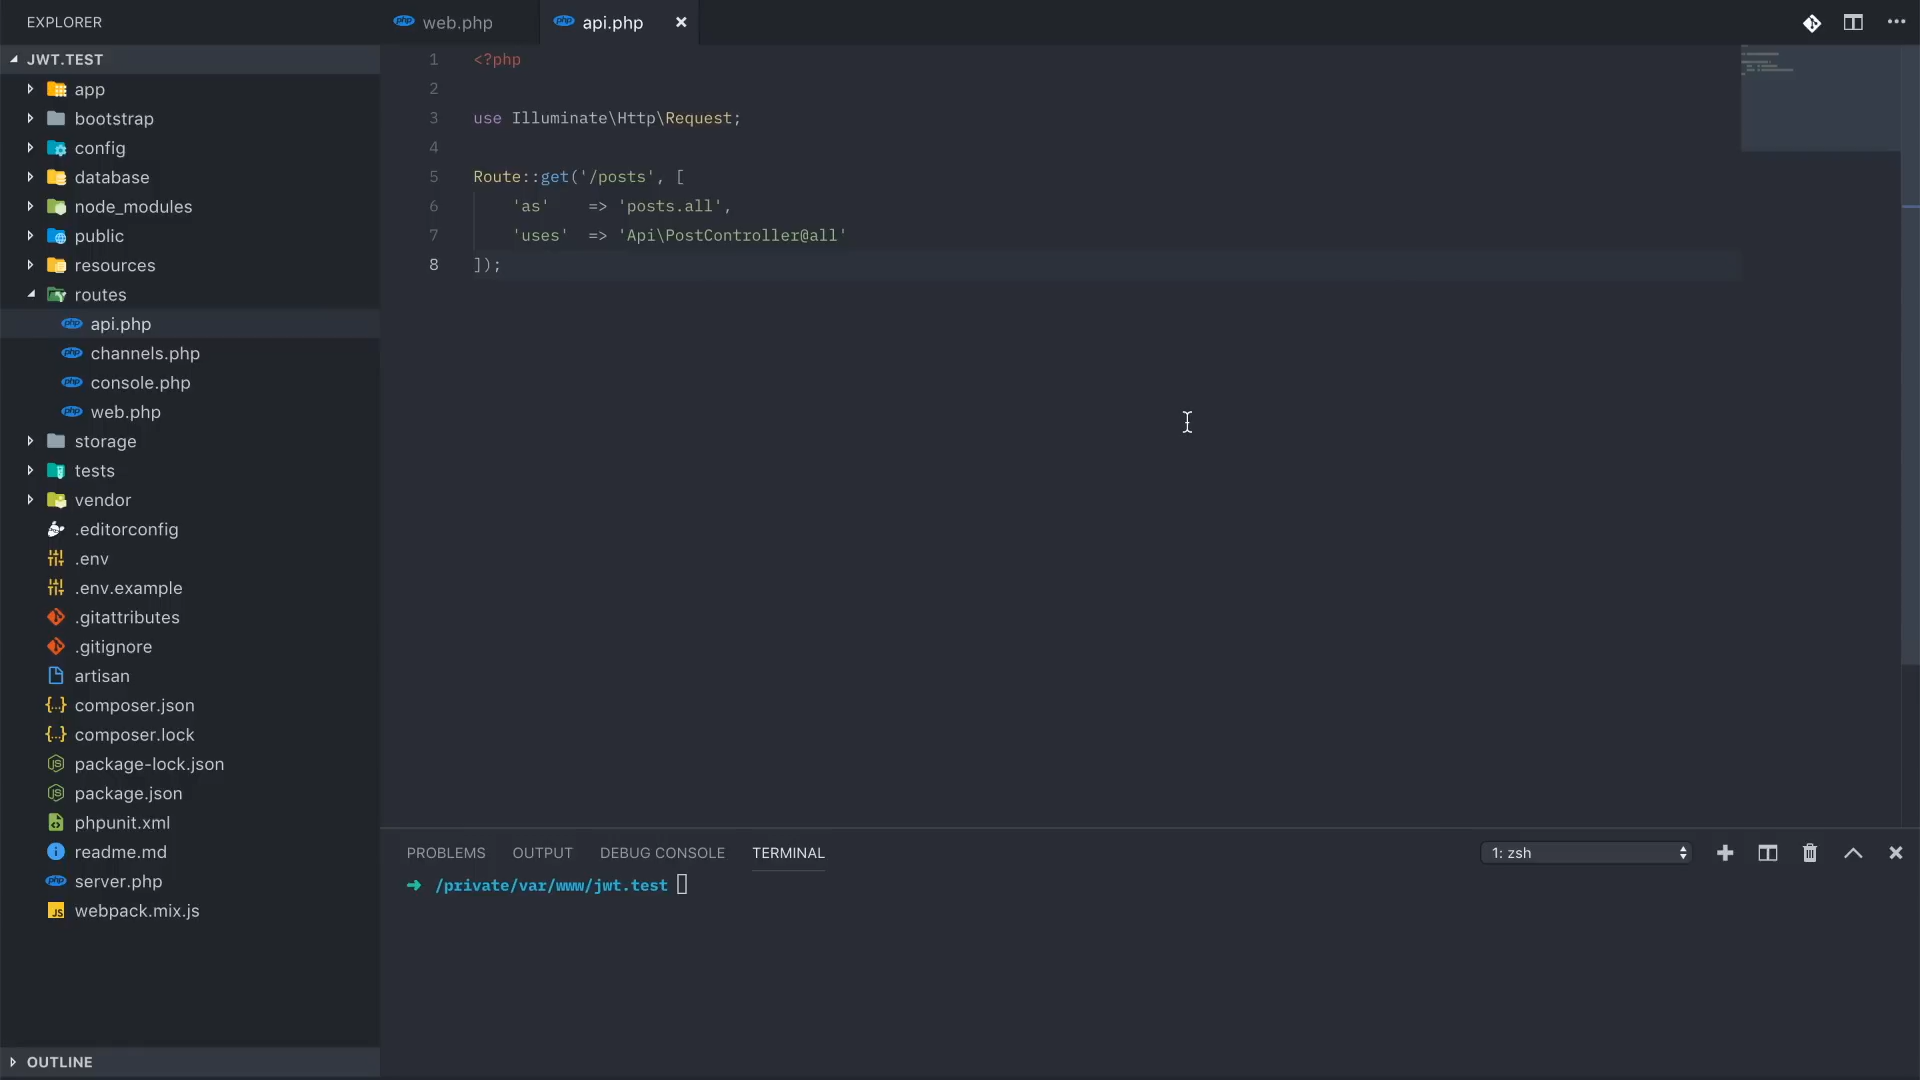 EXPLORER
JWT.TEST
app
bootstrap
config
database
node_modules
public
resources
routes
api.php
channels.php
console.php
web.php
storage
tests
vendor
.editorconfig
.env
.env.example
.gitattributes
.gitignore
artisan
composer.json
composer.lock
package-lock.json
package.json
phpunit.xml
readme.md
server.php
webpack.mix.js
OUTLINE
web.php
api.php
1 <?php
2
3 use Illuminate\Http\Request;
4
5 Route::get('/posts', [
6     'as'    => 'posts.all',
7     'uses'  => 'Api\PostController@all'
8 ]);
PROBLEMS OUTPUT DEBUG CONSOLE TERMINAL 1: zsh
➜ /private/var/www/jwt.test